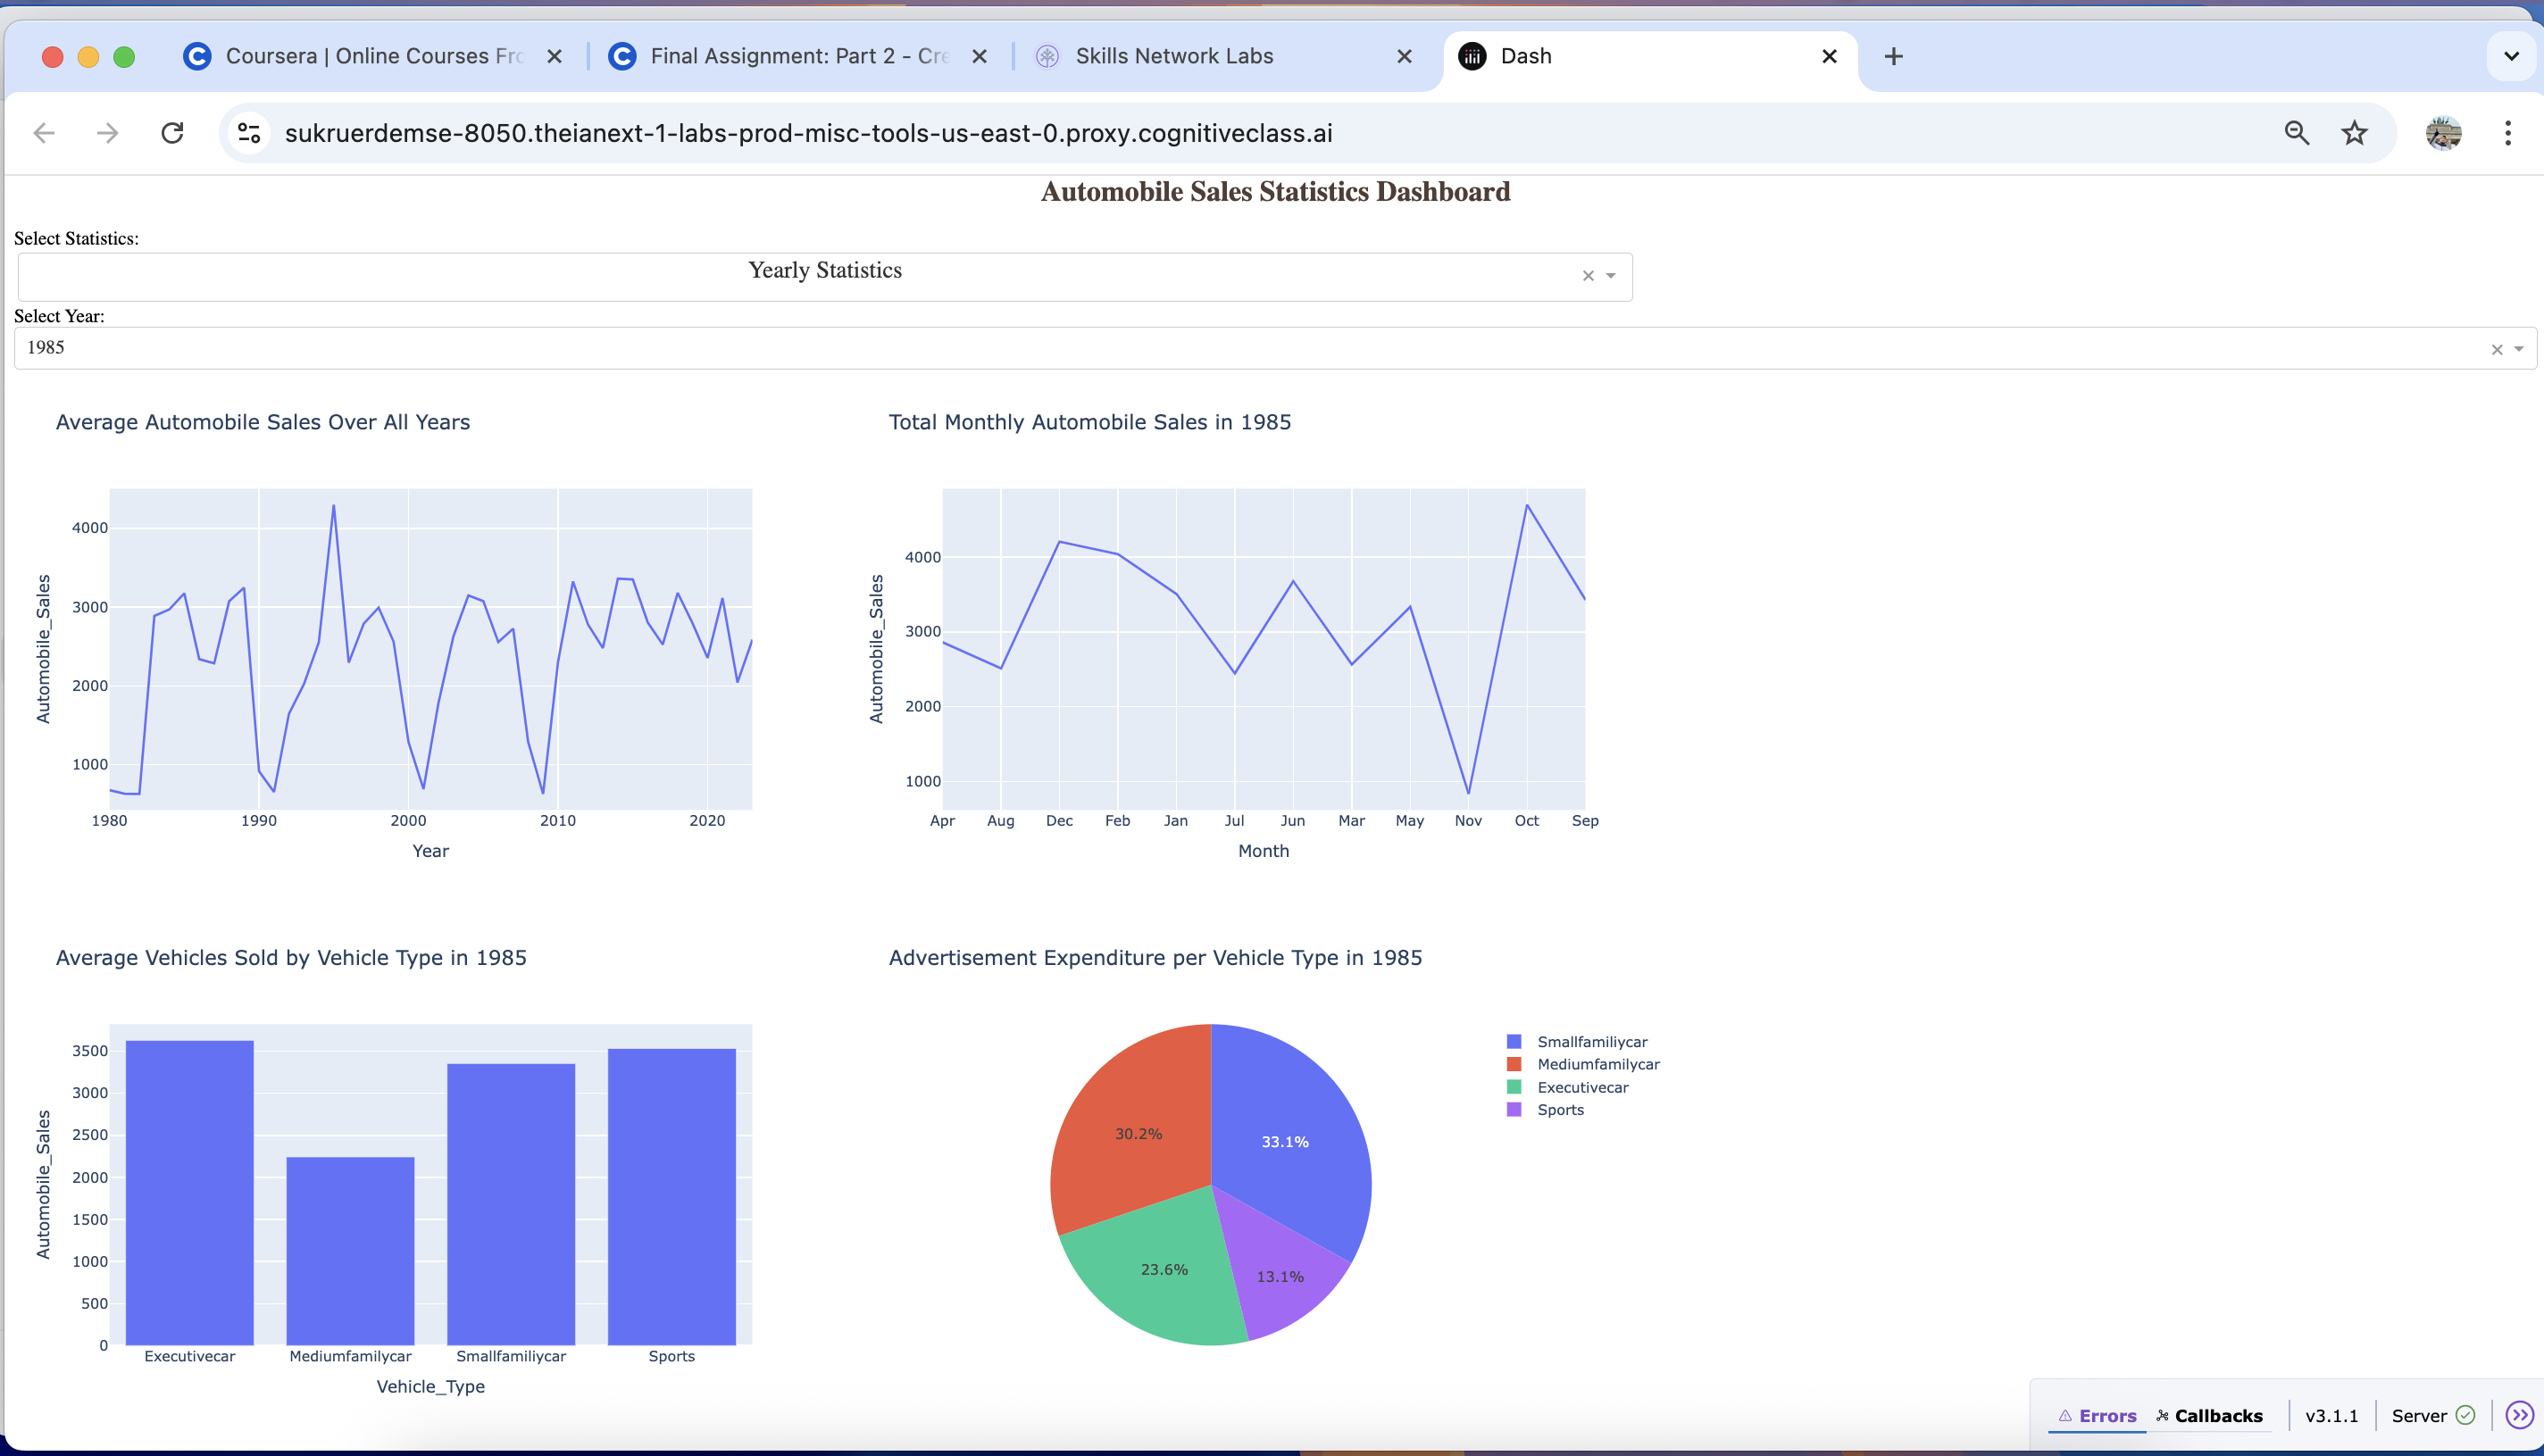 Coursera | Online Courses Fro
Final Assignment: Part 2 - Cre
Skills Network Labs
Dash
sukruerdemse-8050.theianext-1-labs-prod-misc-tools-us-east-0.proxy.cognitiveclass.ai
Automobile Sales Statistics Dashboard
Select Statistics:
Yearly Statistics
Select Year:
1985
Average Automobile Sales Over All Years
Automobile_Sales
4000
3000
2000
1000
1980 1990 2000 2010 2020
Year
Total Monthly Automobile Sales in 1985
Automobile_Sales
4000
3000
2000
1000
Apr Aug Dec Feb Jan Jul Jun Mar May Nov Oct Sep
Month
Average Vehicles Sold by Vehicle Type in 1985
Automobile_Sales
3500
3000
2500
2000
1500
1000
500
0
Executivecar Mediumfamilycar Smallfamiliycar Sports
Vehicle_Type
Advertisement Expenditure per Vehicle Type in 1985
30.2%
33.1%
23.6%
13.1%
Smallfamiliycar
Mediumfamilycar
Executivecar
Sports
Errors Callbacks v3.1.1 Server